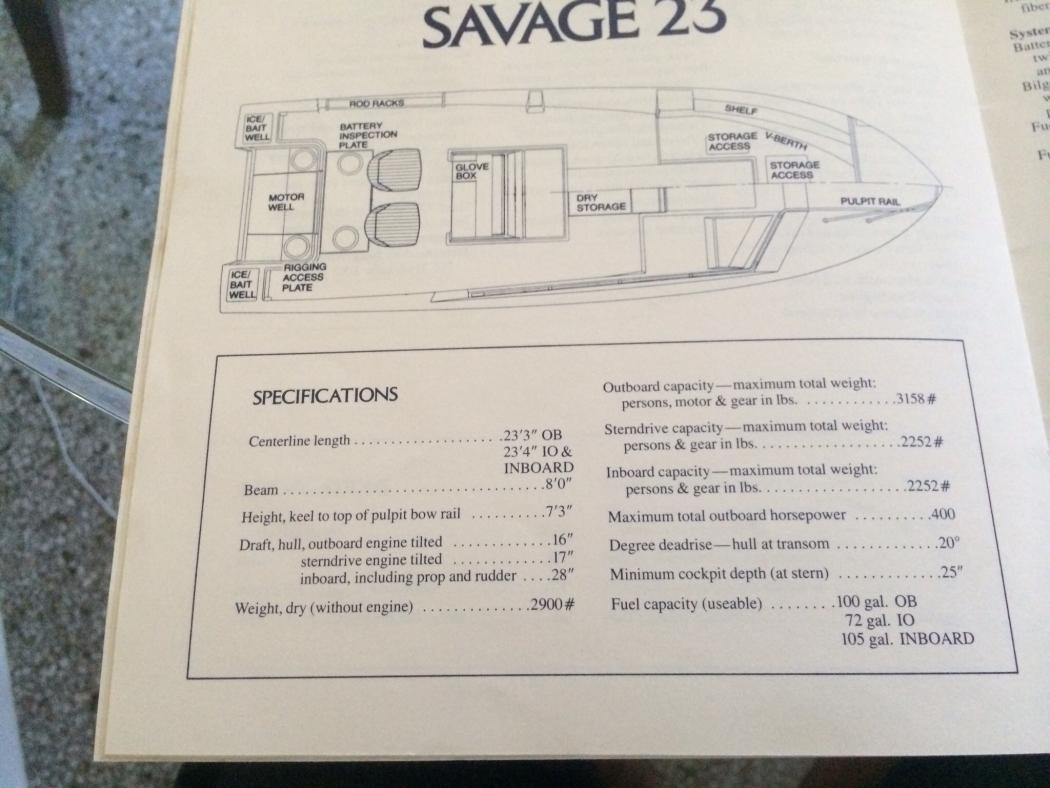 SAVAGE 23
ROD RACKS
SHELF
ICE/
BAIT
WELL
BATTERY
INSPECTION
PLATE
STORAGE
ACCESS
V-BERTH
GLOVE
BOX
STORAGE
ACCESS
MOTOR
WELL
DRY
STORAGE
PULPIT RAIL
ICE/
BAIT
WELL
RIGGING
ACCESS
PLATE
SPECIFICATIONS
Centerline length . . . . . . . . . . . . . . . . . .23'3" OB
23'4" IO &
INBOARD
Beam . . . . . . . . . . . . . . . . . . . . . . . . . . . . . . . .8'0"
Height, keel to top of pulpit bow rail . . . . . . . . . .7'3"
Draft, hull, outboard engine tilted . . . . . . . . . . . .16"
sterndrive engine tilted . . . . . . . . . . . .17"
inboard, including prop and rudder . . . .28"
Weight, dry (without engine) . . . . . . . . . . . . .2900#
Outboard capacity—maximum total weight:
persons, motor & gear in lbs. . . . . . . . . . . . .3158#
Sterndrive capacity—maximum total weight:
persons & gear in lbs. . . . . . . . . . . . . . . . .2252#
Inboard capacity—maximum total weight:
persons & gear in lbs. . . . . . . . . . . . . . . . .2252#
Maximum total outboard horsepower . . . . . . . . . .400
Degree deadrise—hull at transom . . . . . . . . . . . .20°
Minimum cockpit depth (at stern) . . . . . . . . . . . .25"
Fuel capacity (useable) . . . . . . . .100 gal. OB
72 gal. IO
105 gal. INBOARD
fiber
System
Batte
tw
an
Bilg
w
Fu